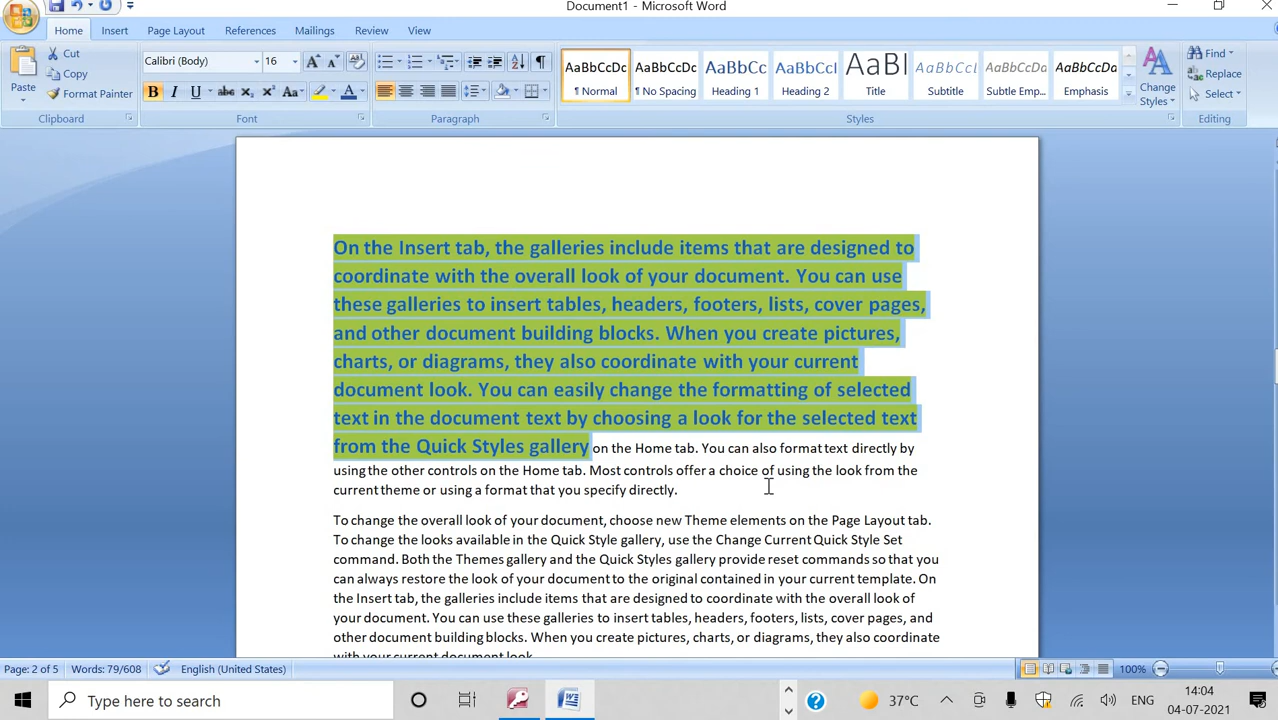 Document1 - Microsoft Word
Home Insert Page Layout References Mailings Review View
Cut
Copy
Format Painter
Paste
Clipboard
Calibri (Body) 16
Font
Paragraph
AaBbCcDc AaBbCcDc AaBbCc AaBbCcI AaBI AaBbCcI AaBbCcDc AaBbCcDc
¶ Normal ¶ No Spacing Heading 1 Heading 2 Title Subtitle Subtle Emp... Emphasis
Change
Styles
Styles
Find
Replace
Select
Editing
On the Insert tab, the galleries include items that are designed to
coordinate with the overall look of your document. You can use
these galleries to insert tables, headers, footers, lists, cover pages,
and other document building blocks. When you create pictures,
charts, or diagrams, they also coordinate with your current
document look. You can easily change the formatting of selected
text in the document text by choosing a look for the selected text
from the Quick Styles gallery on the Home tab. You can also format text directly by
using the other controls on the Home tab. Most controls offer a choice of using the look from the
current theme or using a format that you specify directly.
To change the overall look of your document, choose new Theme elements on the Page Layout tab.
To change the looks available in the Quick Style gallery, use the Change Current Quick Style Set
command. Both the Themes gallery and the Quick Styles gallery provide reset commands so that you
can always restore the look of your document to the original contained in your current template. On
the Insert tab, the galleries include items that are designed to coordinate with the overall look of
your document. You can use these galleries to insert tables, headers, footers, lists, cover pages, and
other document building blocks. When you create pictures, charts, or diagrams, they also coordinate
with your current document look.
Page: 2 of 5 Words: 79/608 English (United States) 100%
Type here to search
37°C ENG 14:04
04-07-2021